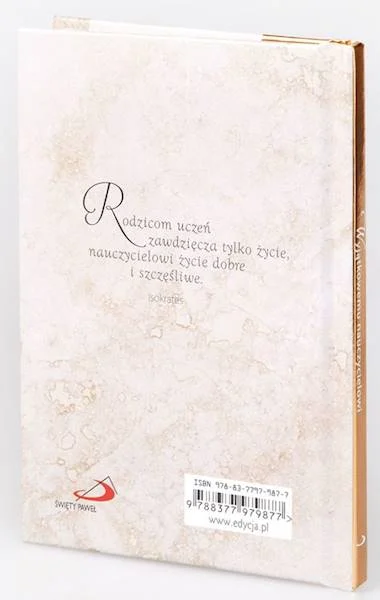 Rodzicom uczeń
zawdzięcza tylko życie,
nauczycielowi życie dobre
i szczęśliwe.
Isokrates
Wyjątkowemu nauczycielowi
ŚWIĘTY PAWEŁ
ISBN 978-83-7797-987-7
9 788377 979877 >
www.edycja.pl